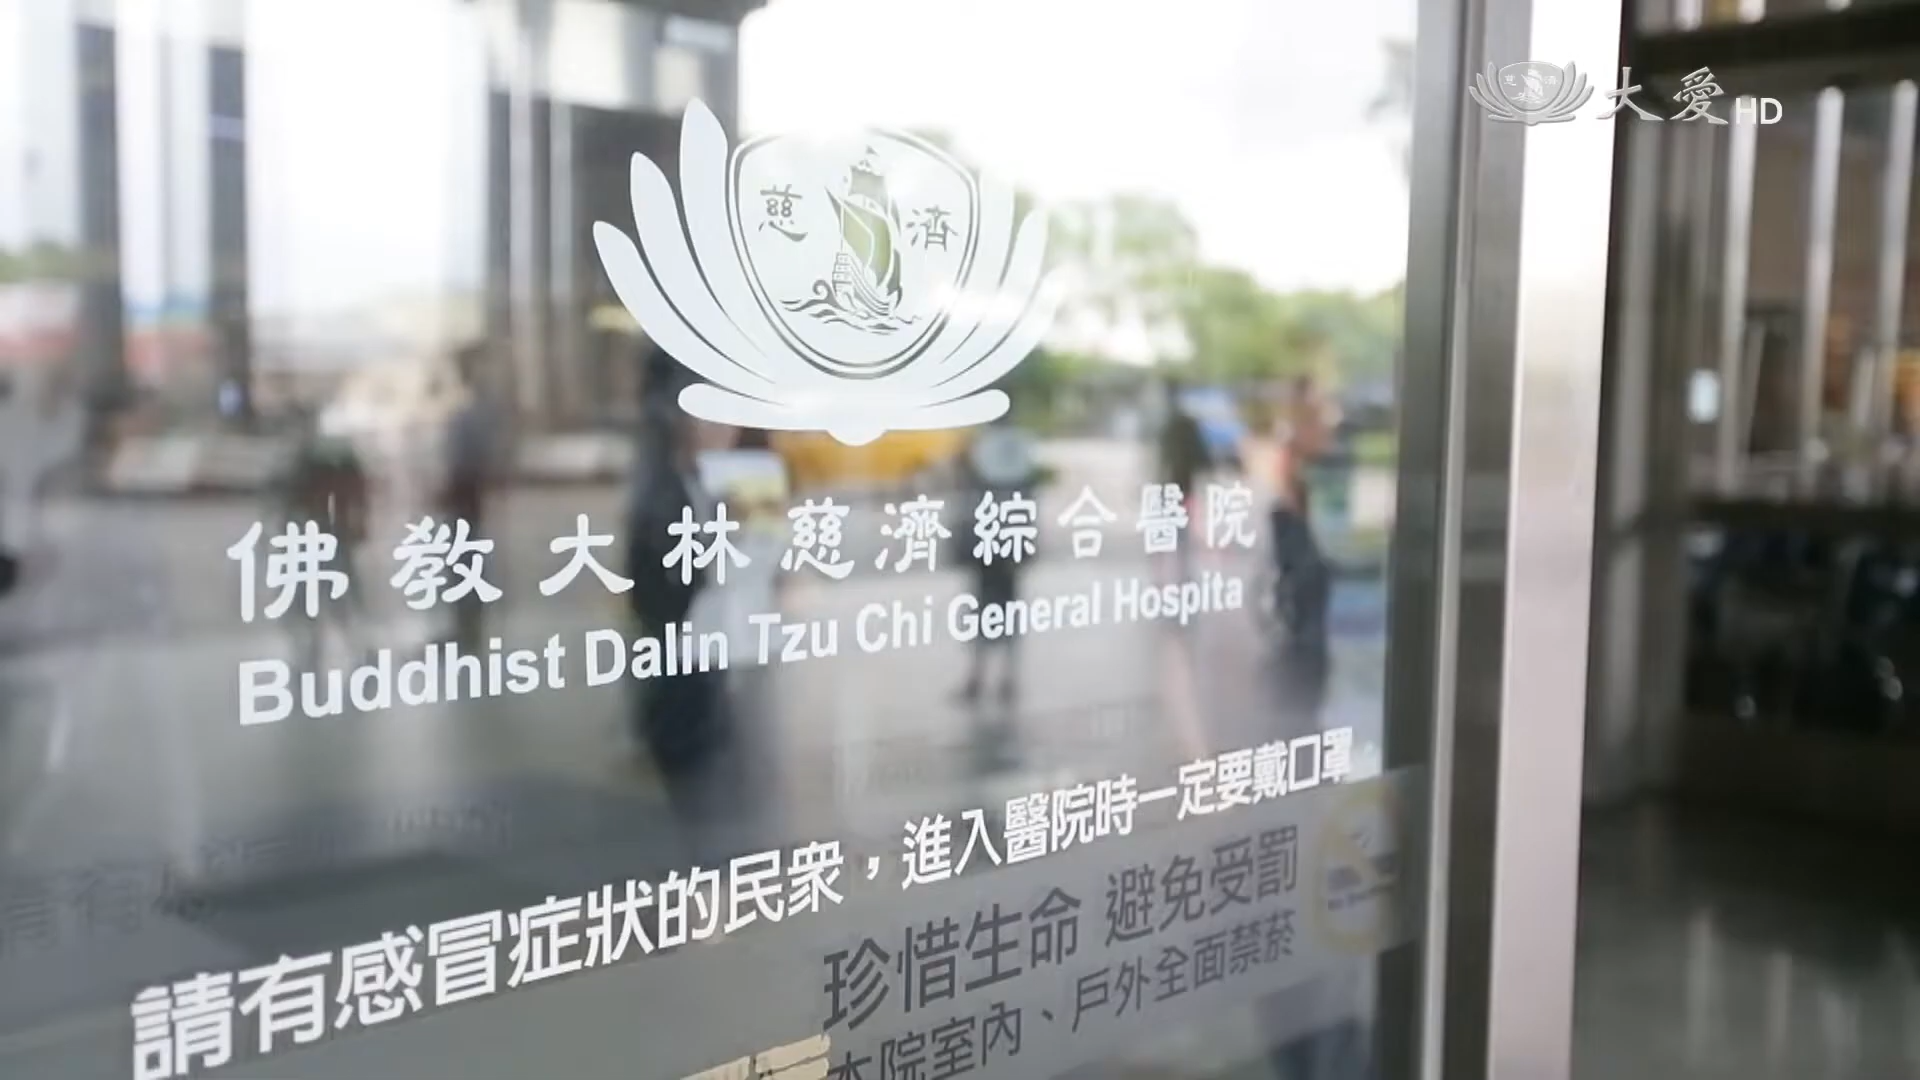 大愛HD
慈濟
佛教大林慈濟綜合醫院
Buddhist Dalin Tzu Chi General Hospita
請有感冒症狀的民眾，進入醫院時一定要戴口罩
珍惜生命 避免受罰
本院室內、戶外全面禁菸